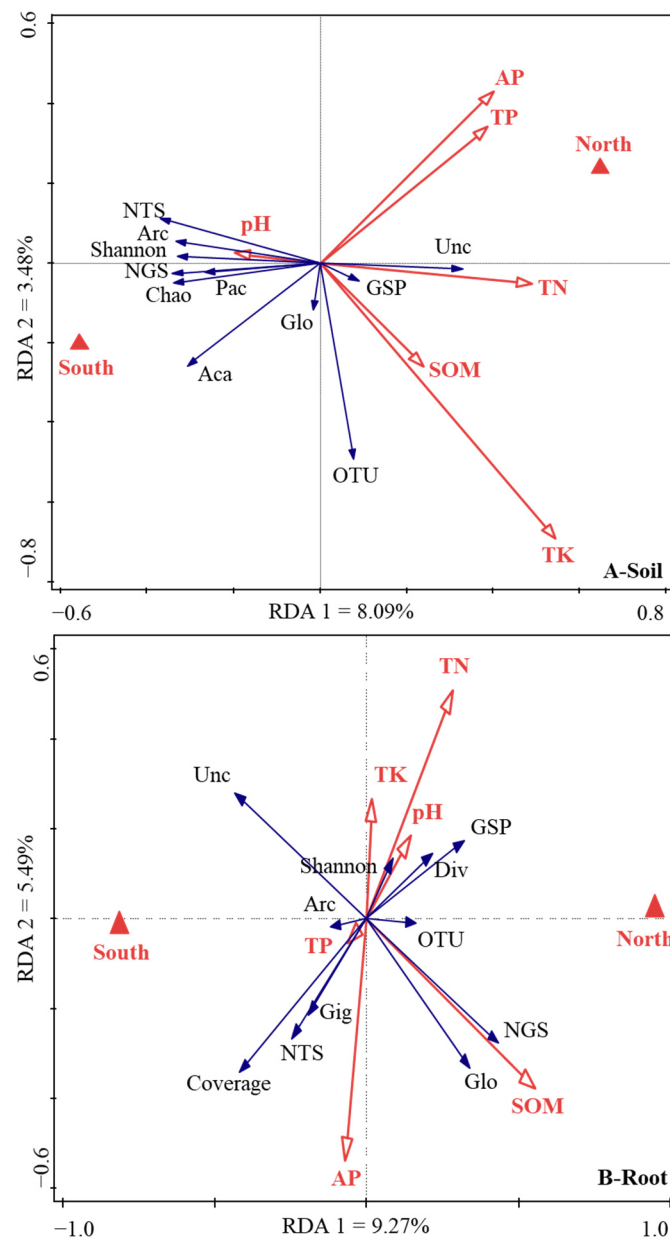 0.6
AP
TP
North
NTS
pH
Arc
Shannon
Unc
NGS
Pac
GSP
TN
Chao
Glo
RDA 2 = 3.48%
South
Aca
SOM
OTU
TK
−0.8
A-Soil
−0.6
RDA 1 = 8.09%
0.8
0.6
TN
Unc
TK
pH
GSP
Shannon
Div
Arc
RDA 2 = 5.49%
South
TP
OTU
North
Gig
NGS
NTS
Coverage
Glo
SOM
−0.6
AP
B-Root
−1.0
RDA 1 = 9.27%
1.0